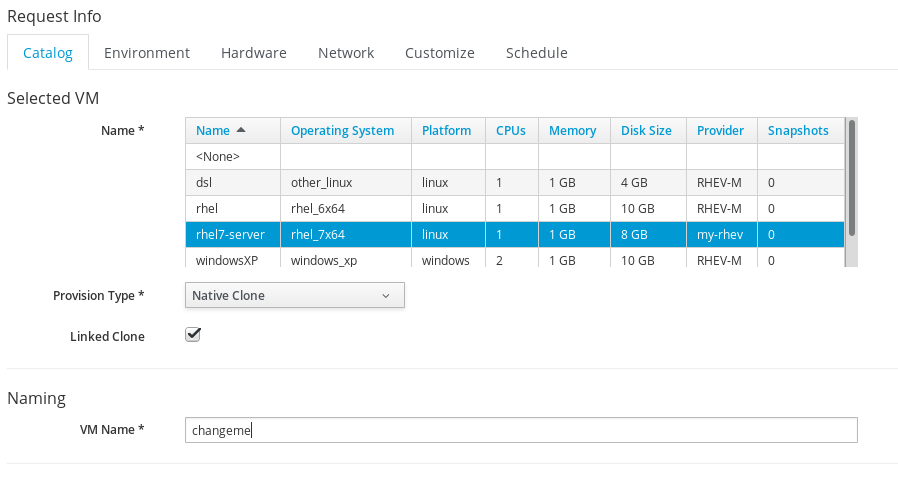 Request Info
Catalog Environment Hardware Network Customize Schedule
Selected VM
Name *
Name Operating System Platform CPUs Memory Disk Size Provider Snapshots
<None>
dsl other_linux linux 1 1 GB 4 GB RHEV-M 0
rhel rhel_6x64 linux 1 1 GB 10 GB RHEV-M 0
rhel7-server rhel_7x64 linux 1 1 GB 8 GB my-rhev 0
windowsXP windows_xp windows 2 1 GB 10 GB RHEV-M 0
Provision Type * Native Clone
Linked Clone
Naming
VM Name * changeme